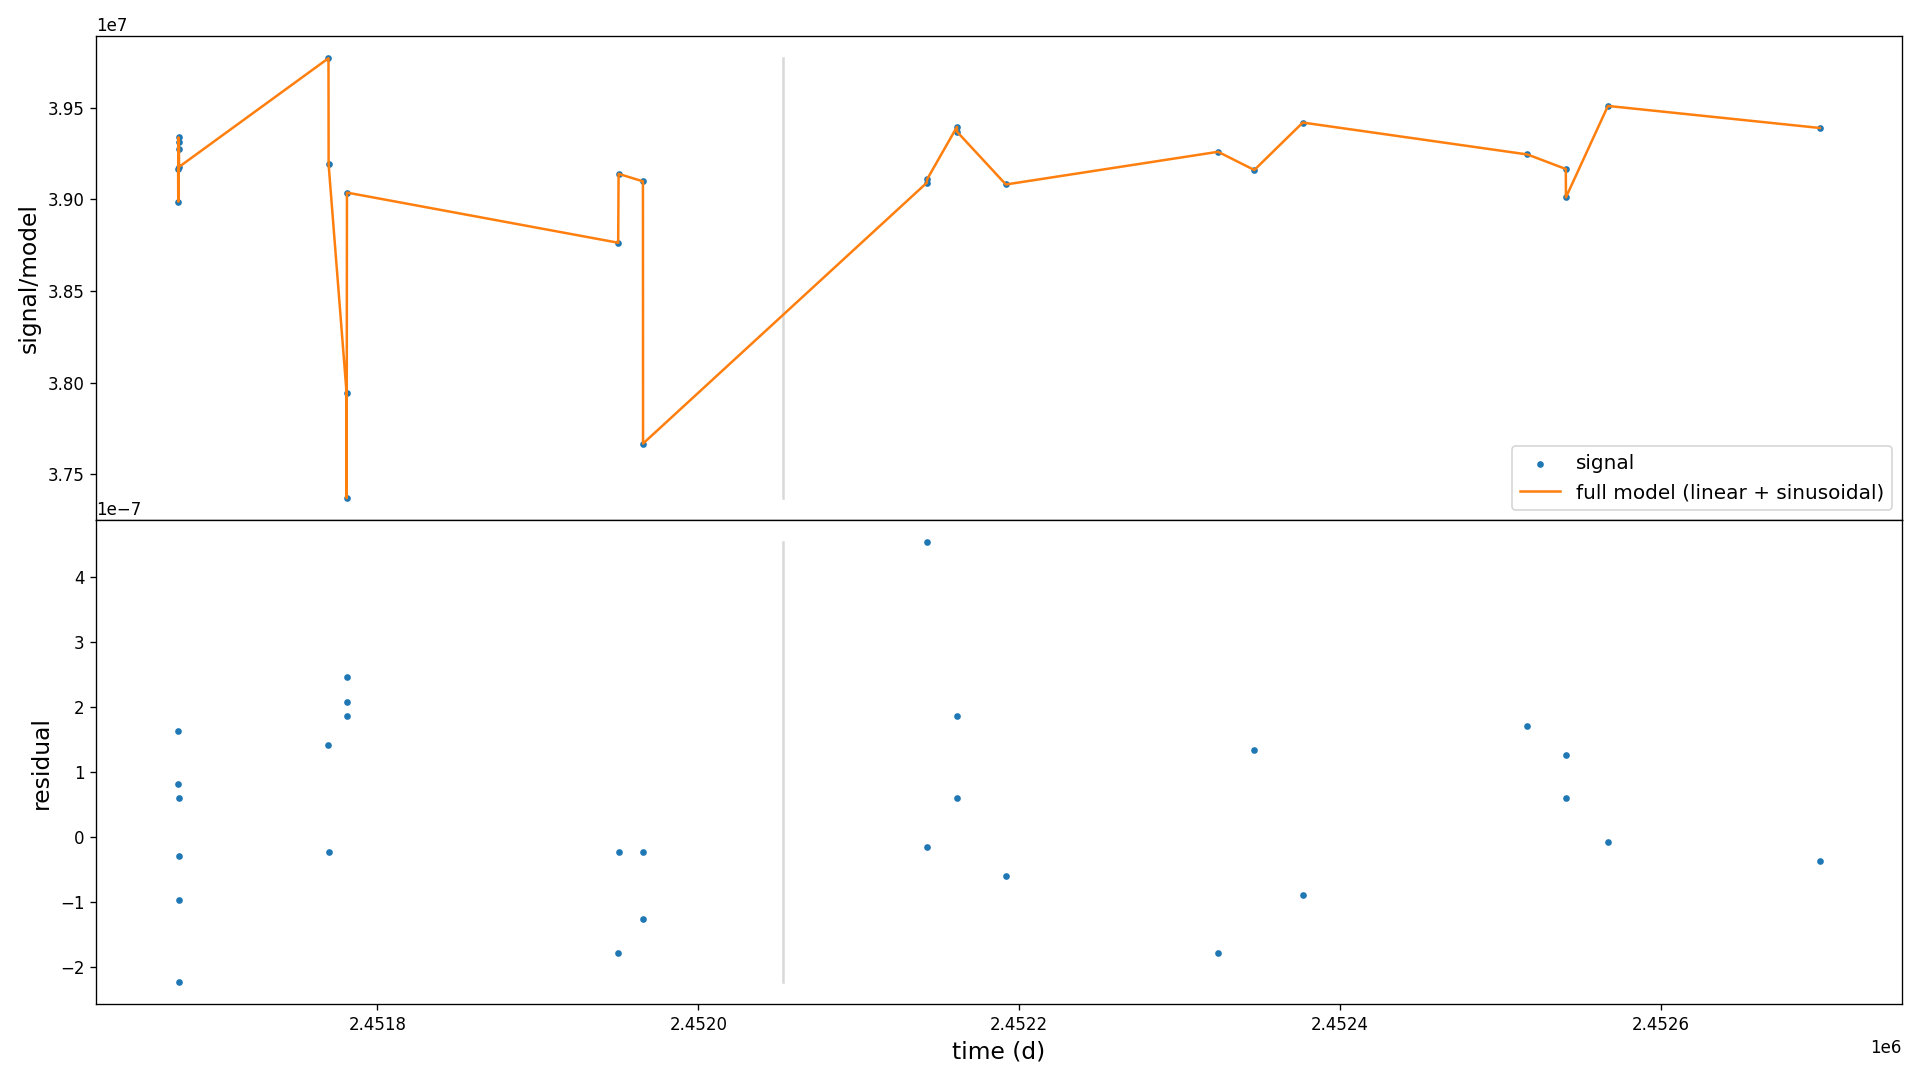 1e7
3.95
3.90
3.85
3.80
3.75
signal/model
signal
full model (linear + sinusoidal)
1e−7
4
3
2
1
0
−1
−2
residual
2.4518
2.4520
2.4522
2.4524
2.4526
time (d)
1e6